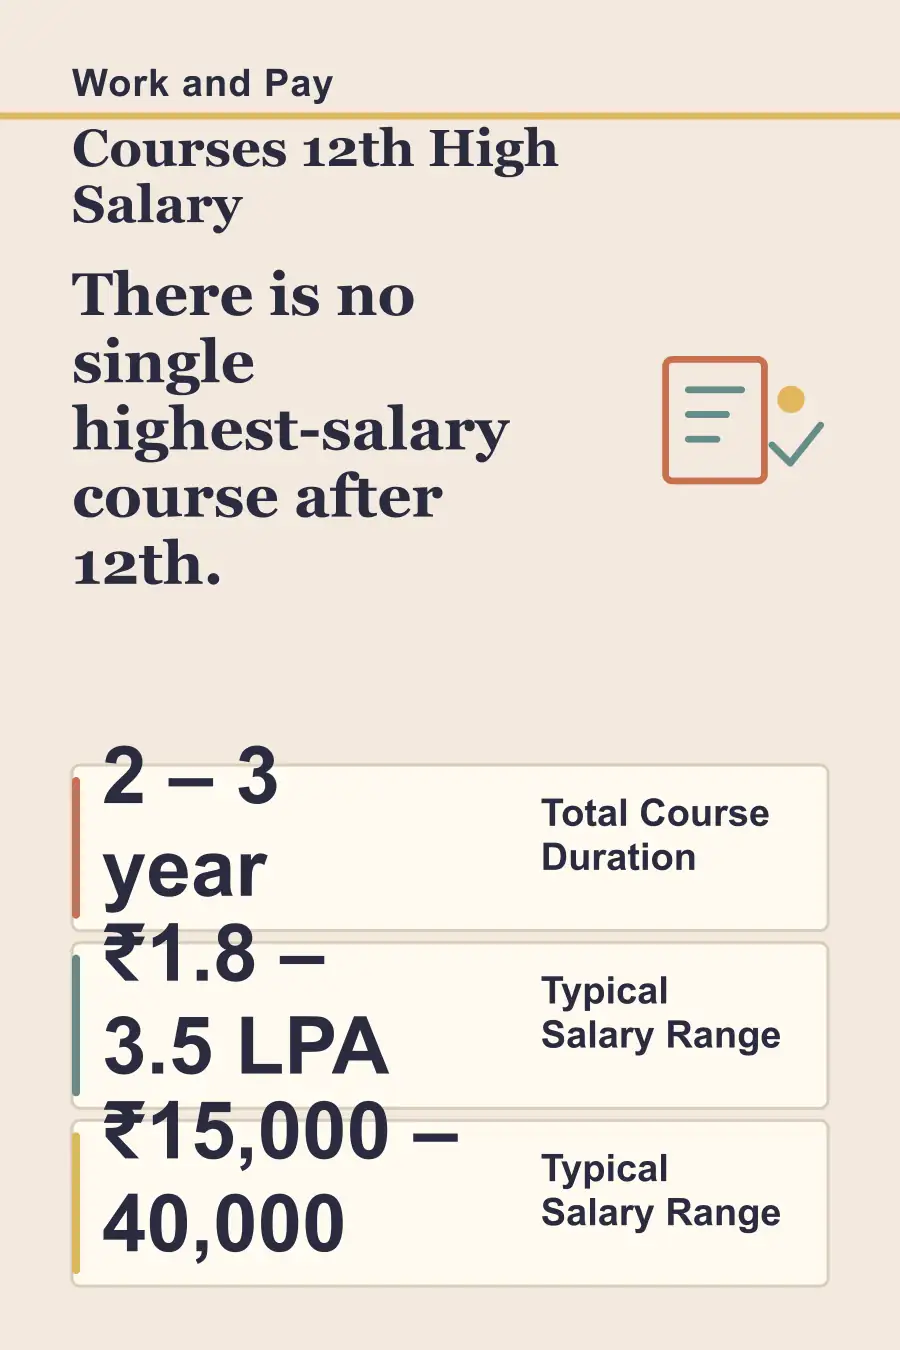 Work and Pay
Courses 12th High
Salary
There is no
single
highest-salary
course after
12th.
2 – 3
year
Total Course
Duration
₹1.8 –
3.5 LPA
Typical
Salary Range
₹15,000 –
40,000
Typical
Salary Range